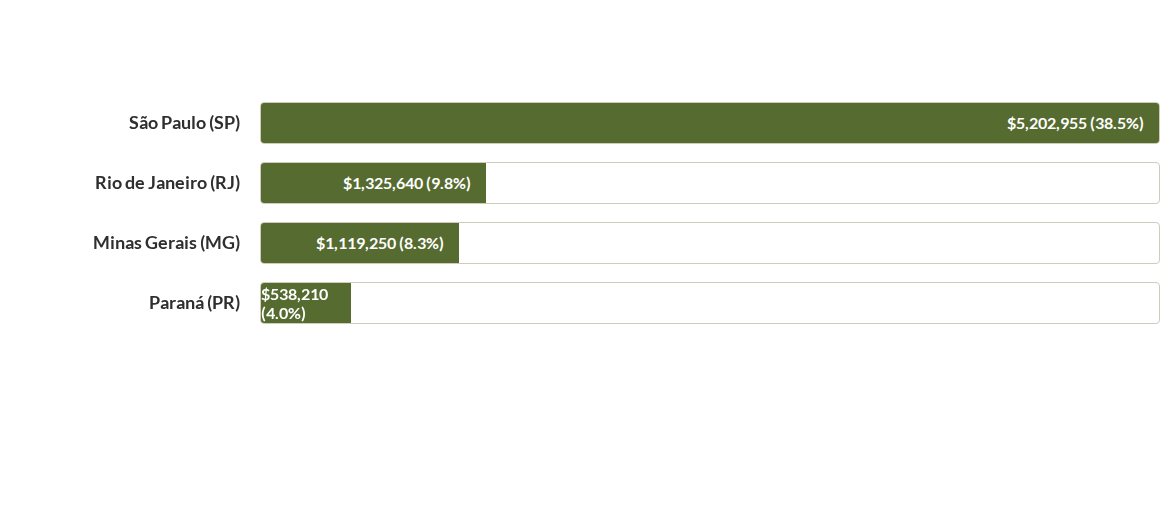 São Paulo (SP)
$5,202,955 (38.5%)
Rio de Janeiro (RJ)
$1,325,640 (9.8%)
Minas Gerais (MG)
$1,119,250 (8.3%)
Paraná (PR)
$538,210
(4.0%)